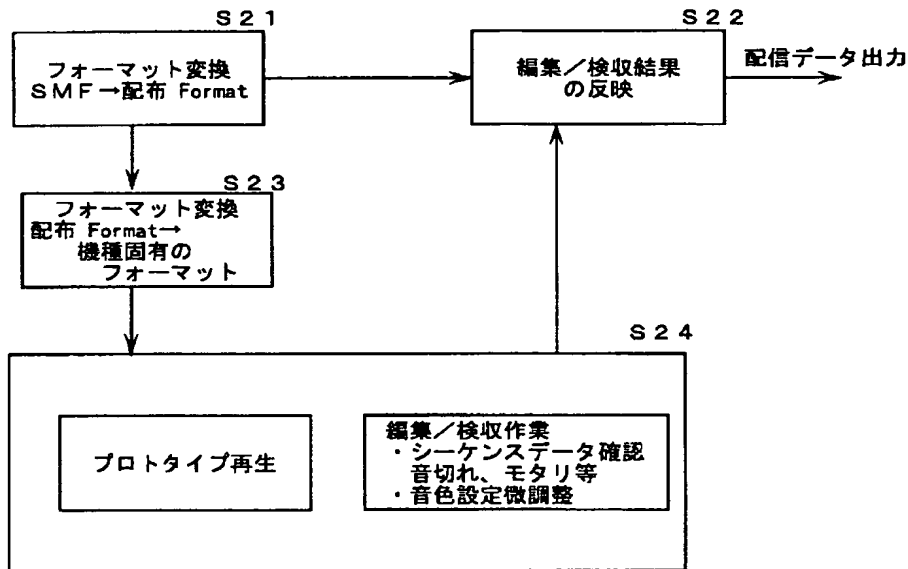 S21
フォーマット変換
SMF→配布 Format
S22
編集/検収結果
の反映
配信データ出力
S23
フォーマット変換
配布 Format→
機種固有の
フォーマット
S24
プロトタイプ再生
編集/検収作業
・シーケンスデータ確認
音切れ、モタリ等
・音色設定微調整